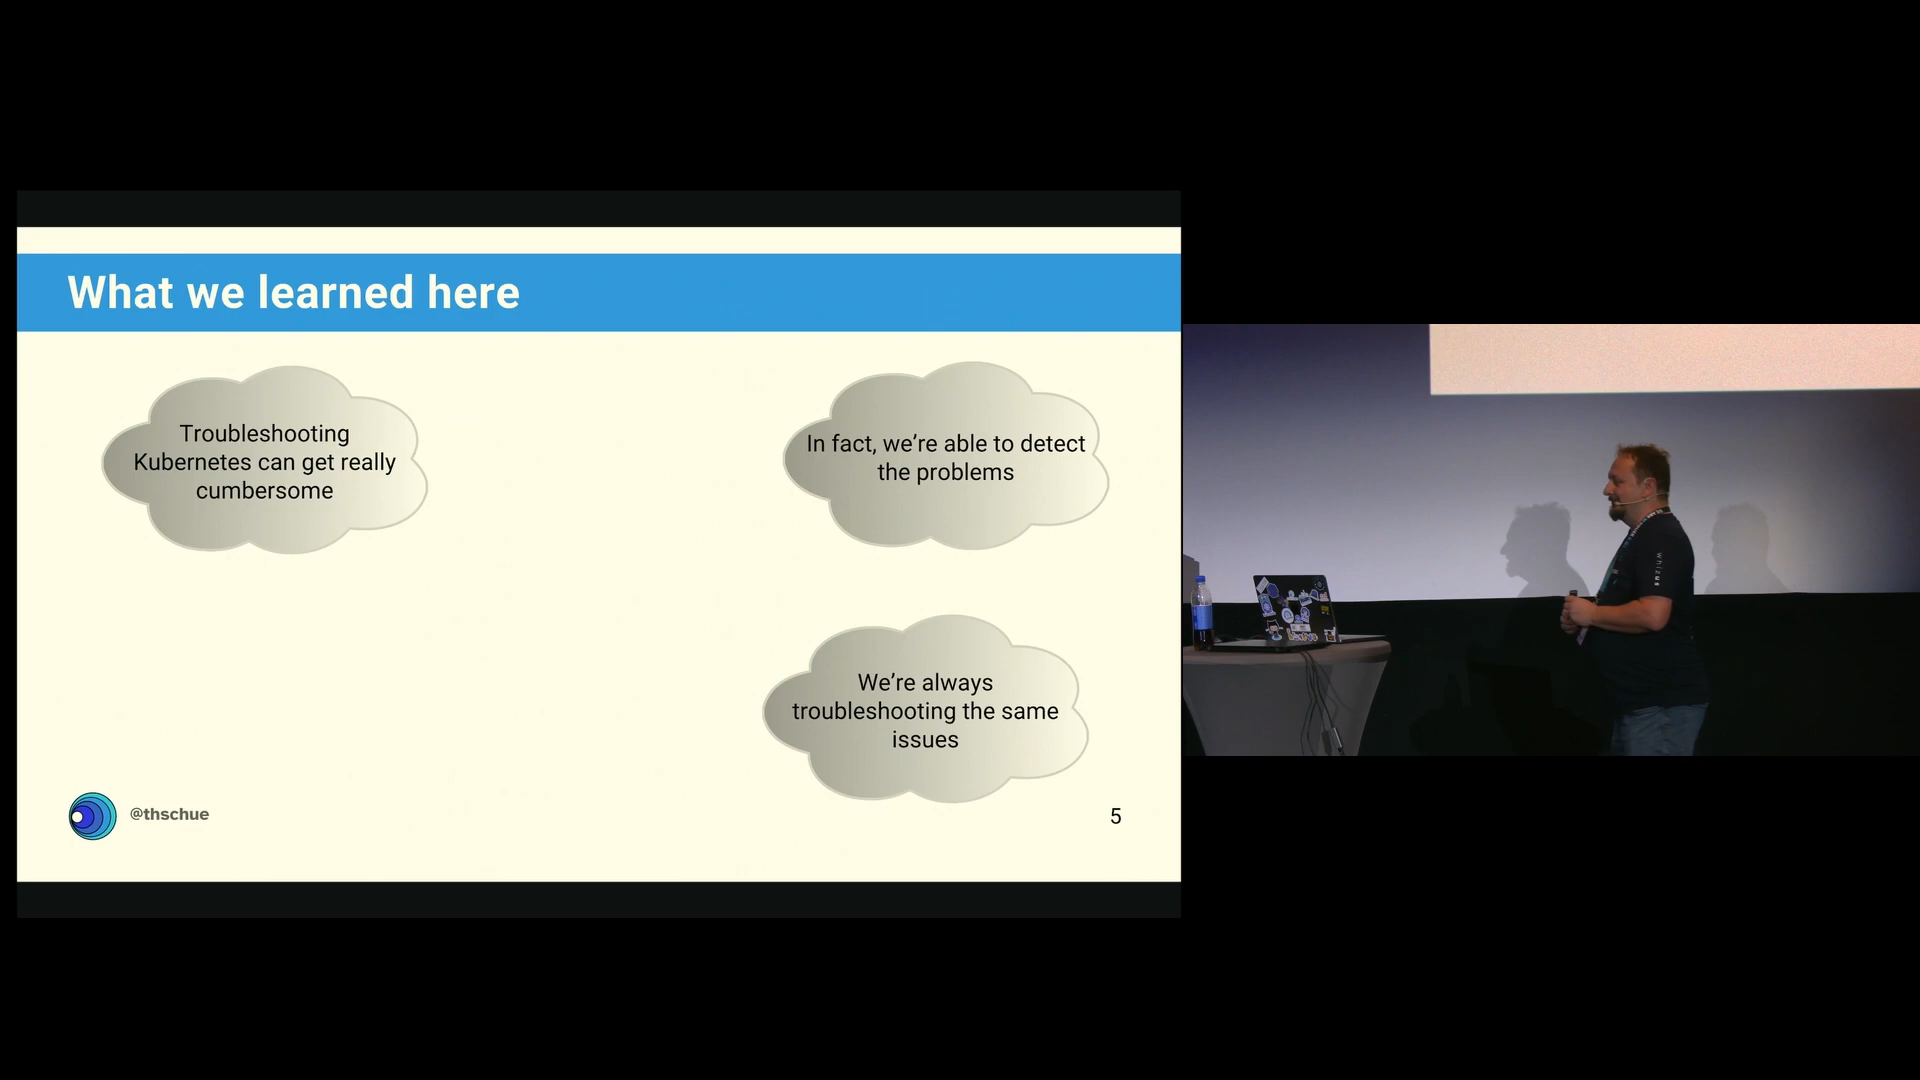 What we learned here
Troubleshooting
Kubernetes can get really
cumbersome
In fact, we're able to detect
the problems
We're always
troubleshooting the same
issues
@thschue
5
whizus